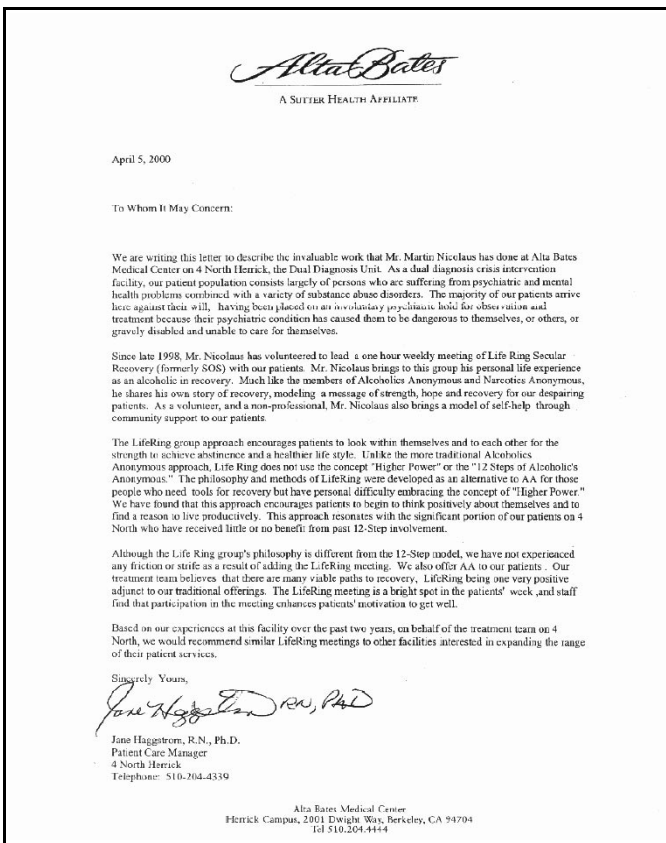 Alta Bates
A SUTTER HEALTH AFFILIATE
April 5, 2000
To Whom It May Concern:
We are writing this letter to describe the invaluable work that Mr. Martin Nicolaus has done at Alta Bates
Medical Center on 4 North Herrick, the Dual Diagnosis Unit. As a dual diagnosis crisis intervention
facility, our patient population consists largely of persons who are suffering from psychiatric and mental
health problems combined with a variety of substance abuse disorders. The majority of our patients arrive
here against their will, having been placed on an involuntary psychiatric hold for observation and
treatment because their psychiatric condition has caused them to be dangerous to themselves, or others, or
gravely disabled and unable to care for themselves.
Since late 1998, Mr. Nicolaus has volunteered to lead a one hour weekly meeting of Life Ring Secular
Recovery (formerly SOS) with our patients. Mr. Nicolaus brings to this group his personal life experience
as an alcoholic in recovery. Much like the members of Alcoholics Anonymous and Narcotics Anonymous,
he shares his own story of recovery, modeling a message of strength, hope and recovery for our despairing
patients. As a volunteer, and a non-professional, Mr. Nicolaus also brings a model of self-help through
community support to our patients.
The LifeRing group approach encourages patients to look within themselves and to each other for the
strength to achieve abstinence and a healthier life style. Unlike the more traditional Alcoholics
Anonymous approach, Life Ring does not use the concept "Higher Power" or the "12 Steps of Alcoholic's
Anonymous." The philosophy and methods of LifeRing were developed as an alternative to AA for those
people who need tools for recovery but have personal difficulty embracing the concept of "Higher Power."
We have found that this approach encourages patients to begin to think positively about themselves and to
find a reason to live productively. This approach resonates with the significant portion of our patients on 4
North who have received little or no benefit from past 12-Step involvement.
Although the Life Ring group's philosophy is different from the 12-Step model, we have not experienced
any friction or strife as a result of adding the LifeRing meeting. We also offer AA to our patients . Our
treatment team believes that there are many viable paths to recovery, LifeRing being one very positive
adjunct to our traditional offerings. The LifeRing meeting is a bright spot in the patients' week ,and staff
find that participation in the meeting enhances patients' motivation to get well.
Based on our experiences at this facility over the past two years, on behalf of the treatment team on 4
North, we would recommend similar LifeRing meetings to other facilities interested in expanding the range
of their patient services.
Sincerely Yours,
Jane Haggstrom RN, PhD
Jane Haggstrom, R.N., Ph.D.
Patient Care Manager
4 North Herrick
Telephone: 510-204-4339
Alta Bates Medical Center
Herrick Campus, 2001 Dwight Way, Berkeley, CA 94704
Tel 510.204.4444